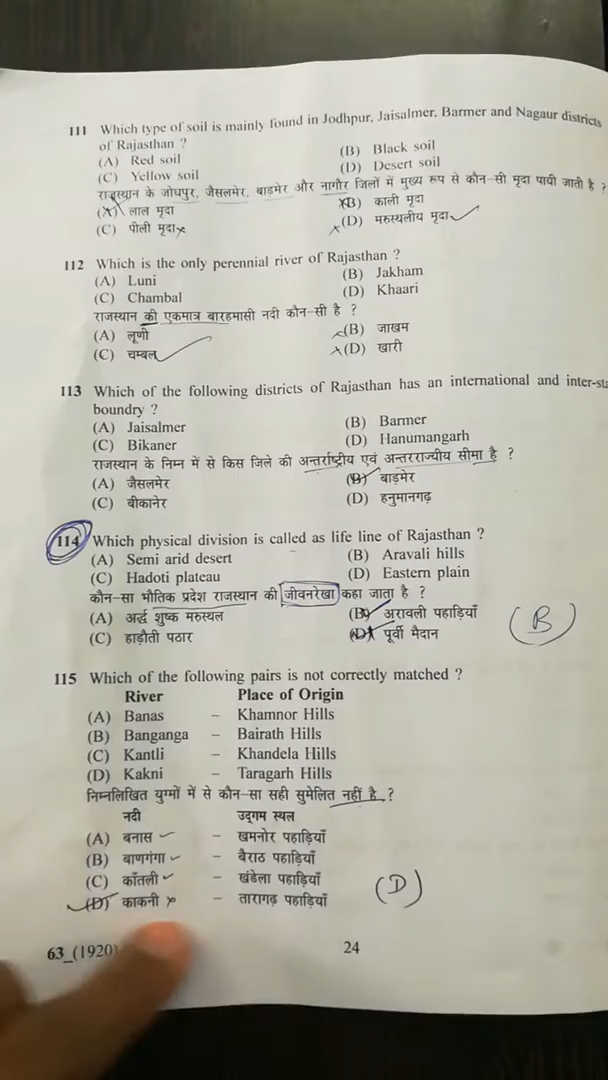 111 Which type of soil is mainly found in Jodhpur, Jaisalmer, Barmer and Nagaur districts
of Rajasthan ?
(A) Red soil (B) Black soil
(C) Yellow soil (D) Desert soil
राजस्थान के जोधपुर, जैसलमेर, बाड़मेर और नागौर जिलों में मुख्य रूप से कौन-सी मृदा पायी जाती है ?
(A) लाल मृदा (B) काली मृदा
(C) पीली मृदा (D) मरुस्थलीय मृदा
112 Which is the only perennial river of Rajasthan ?
(A) Luni (B) Jakham
(C) Chambal (D) Khaari
राजस्थान की एकमात्र बारहमासी नदी कौन-सी है ?
(A) लूणी (B) जाखम
(C) चम्बल (D) खारी
113 Which of the following districts of Rajasthan has an international and inter-sta
boundry ?
(A) Jaisalmer (B) Barmer
(C) Bikaner (D) Hanumangarh
राजस्थान के निम्न में से किस जिले की अन्तर्राष्ट्रीय एवं अन्तरराज्यीय सीमा है ?
(A) जैसलमेर (B) बाड़मेर
(C) बीकानेर (D) हनुमानगढ़
114 Which physical division is called as life line of Rajasthan ?
(A) Semi arid desert (B) Aravali hills
(C) Hadoti plateau (D) Eastern plain
कौन-सा भौतिक प्रदेश राजस्थान की जीवनरेखा कहा जाता है ?
(A) अर्द्ध शुष्क मरुस्थल (B) अरावली पहाड़ियाँ
(C) हाड़ौती पठार (D) पूर्वी मैदान
(B)
115 Which of the following pairs is not correctly matched ?
River Place of Origin
(A) Banas – Khamnor Hills
(B) Banganga – Bairath Hills
(C) Kantli – Khandela Hills
(D) Kakni – Taragarh Hills
निम्नलिखित युग्मों में से कौन-सा सही सुमेलित नहीं है ?
नदी उद्गम स्थल
(A) बनास – खमनोर पहाड़ियाँ
(B) बाणगंगा – बैराठ पहाड़ियाँ
(C) काँतली – खंडेला पहाड़ियाँ
(D) काकनी – तारागढ़ पहाड़ियाँ
(D)
63_(1920) 24